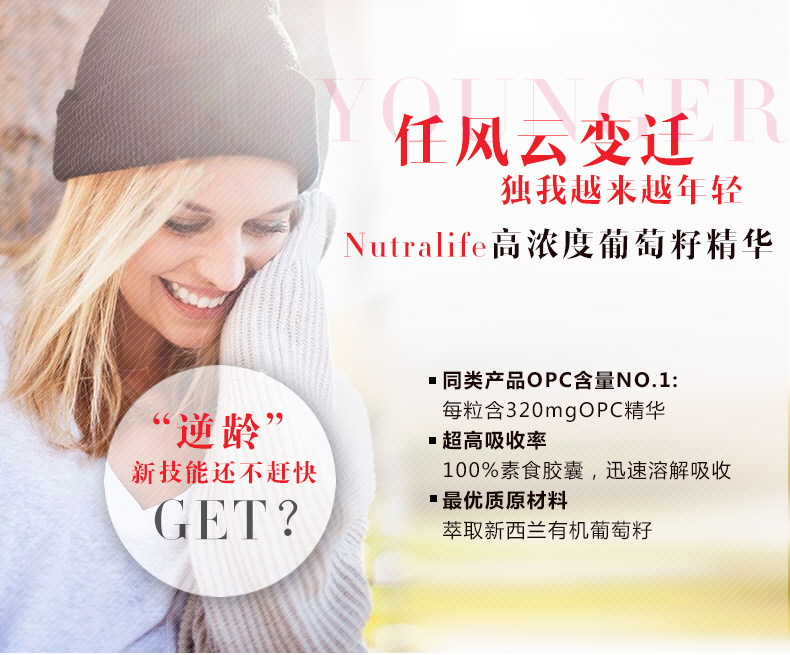 YOUNGER
任风云变迁
独我越来越年轻
Nutralife高浓度葡萄籽精华
▪同类产品OPC含量NO.1:
每粒含320mgOPC精华
▪超高吸收率
100%素食胶囊，迅速溶解吸收
▪最优质原材料
萃取新西兰有机葡萄籽
“逆龄”
新技能还不赶快
GET？